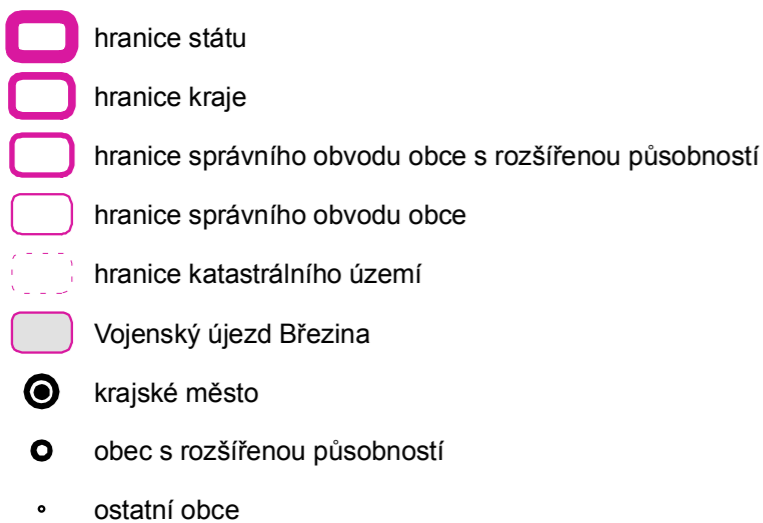 hranice státu
hranice kraje
hranice správního obvodu obce s rozšířenou působností
hranice správního obvodu obce
hranice katastrálního území
Vojenský újezd Březina
krajské město
obec s rozšířenou působností
ostatní obce